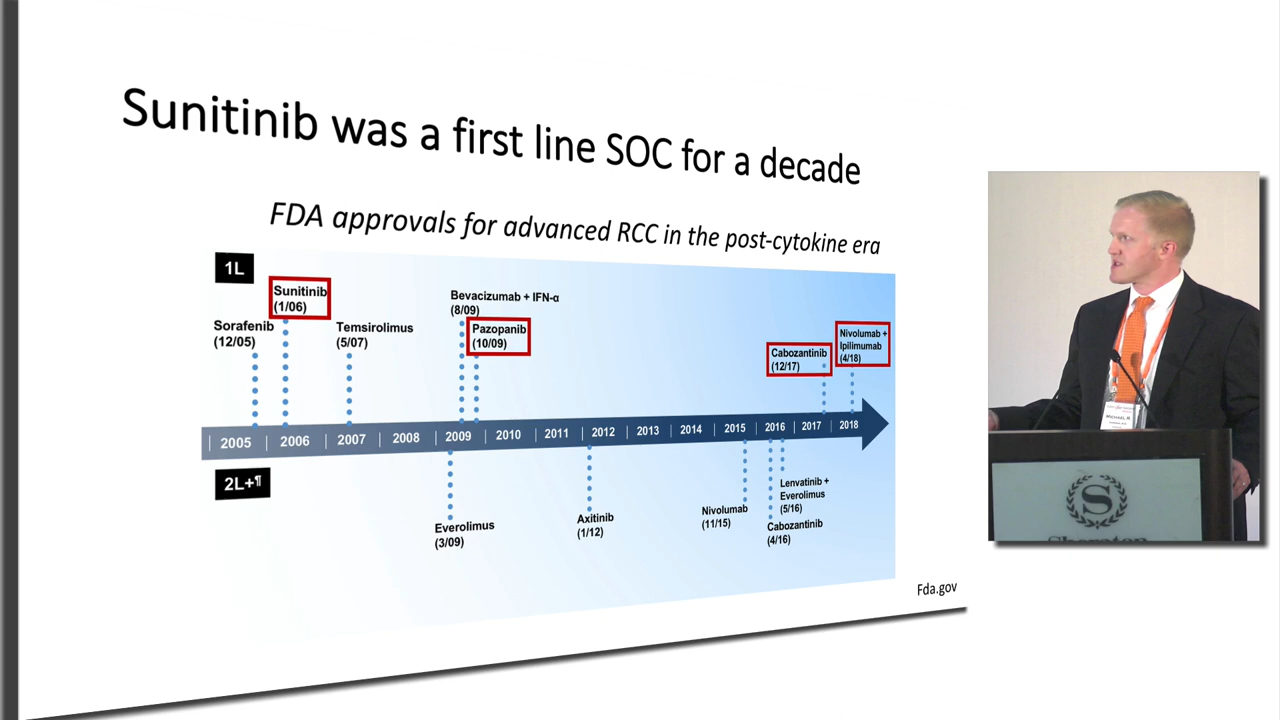 Sunitinib was a first line SOC for a decade
FDA approvals for advanced RCC in the post-cytokine era
1L
Sorafenib
(12/05)
Sunitinib
(1/06)
Temsirolimus
(5/07)
Bevacizumab + IFN-α
(8/09)
Pazopanib
(10/09)
Cabozantinib
(12/17)
Nivolumab +
Ipilimumab
(4/18)
2005 2006 2007 2008 2009 2010 2011 2012 2013 2014 2015 2016 2017 2018
2L+¶
Everolimus
(3/09)
Axitinib
(1/12)
Nivolumab
(11/15)
Lenvatinib +
Everolimus
(5/16)
Cabozantinib
(4/16)
Fda.gov
MICHAEL R.
S
Sheraton